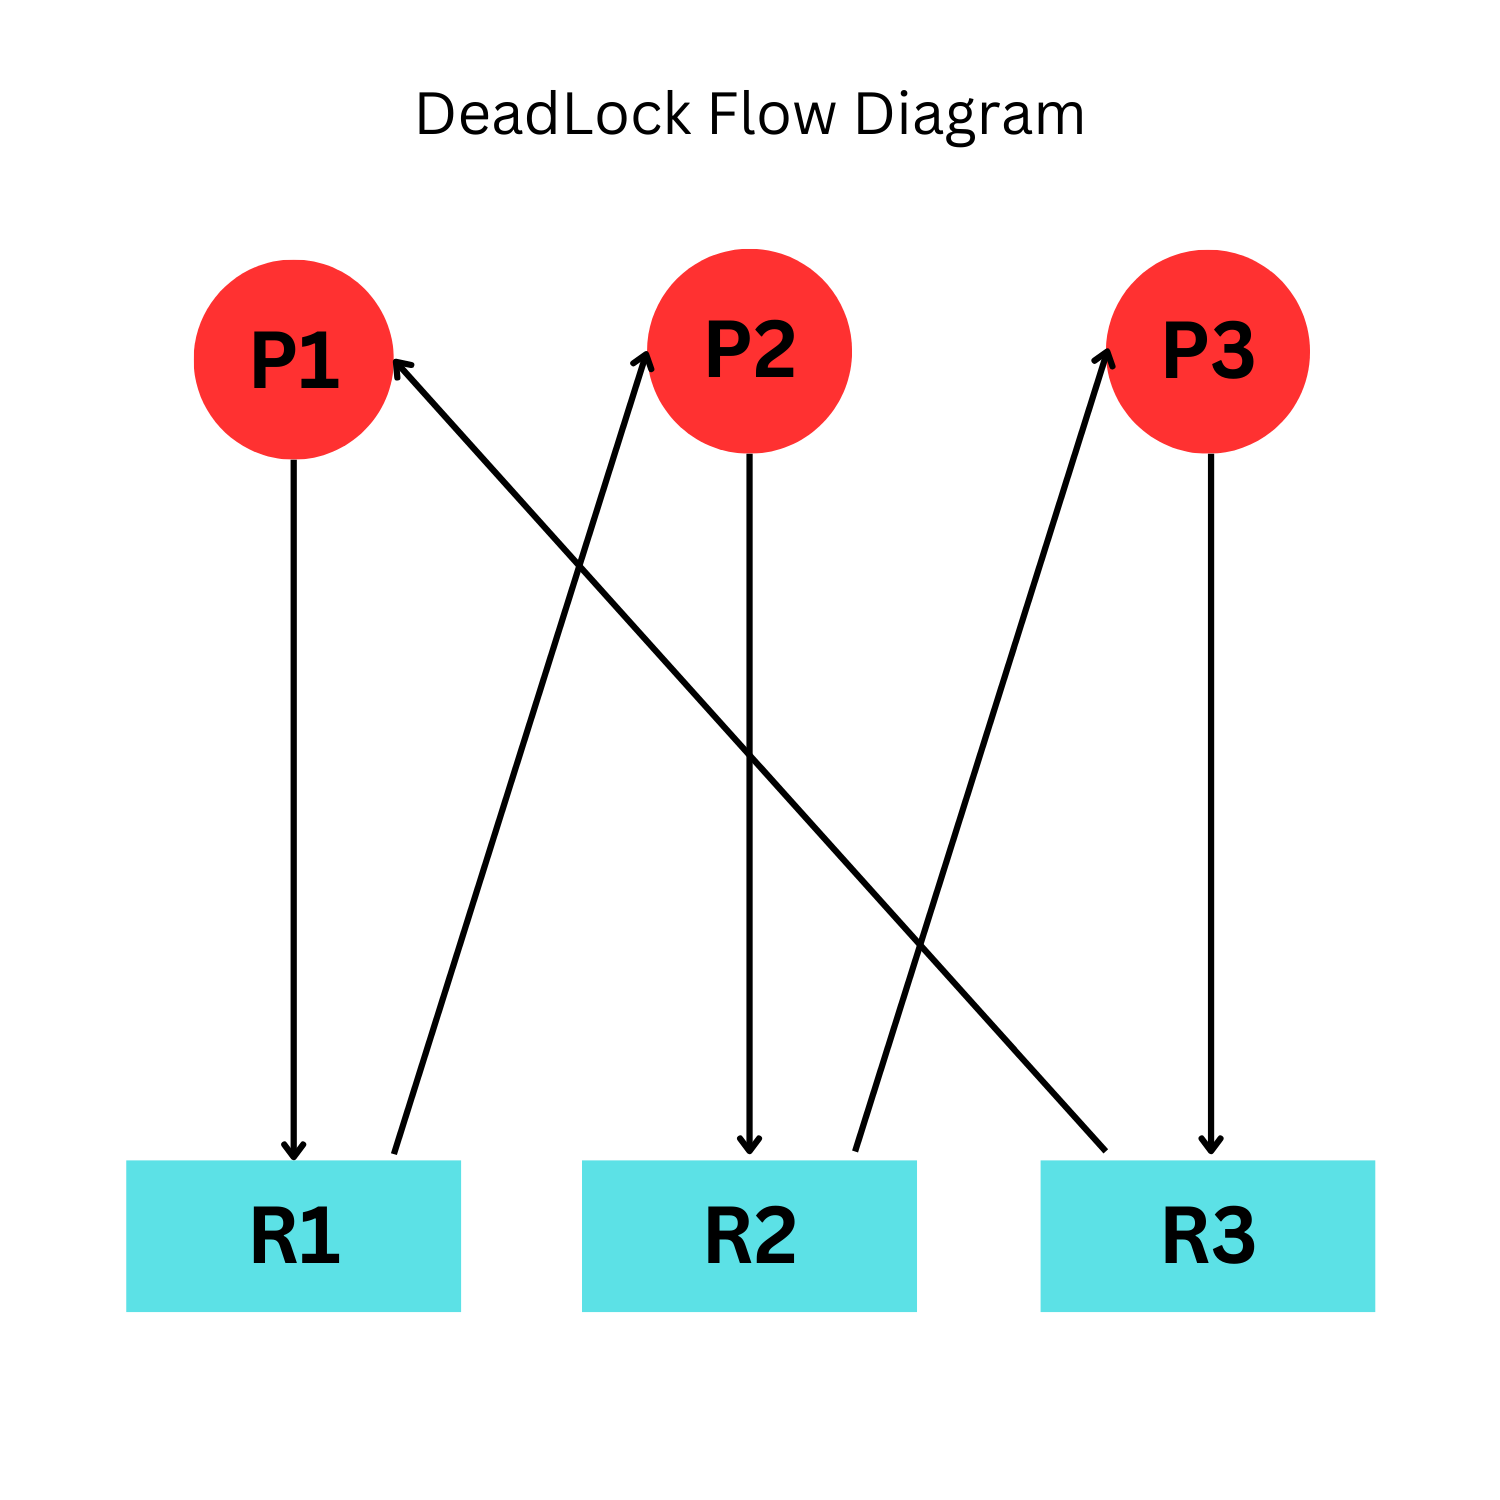 DeadLock Flow Diagram
P1 P2 P3
R1 R2 R3